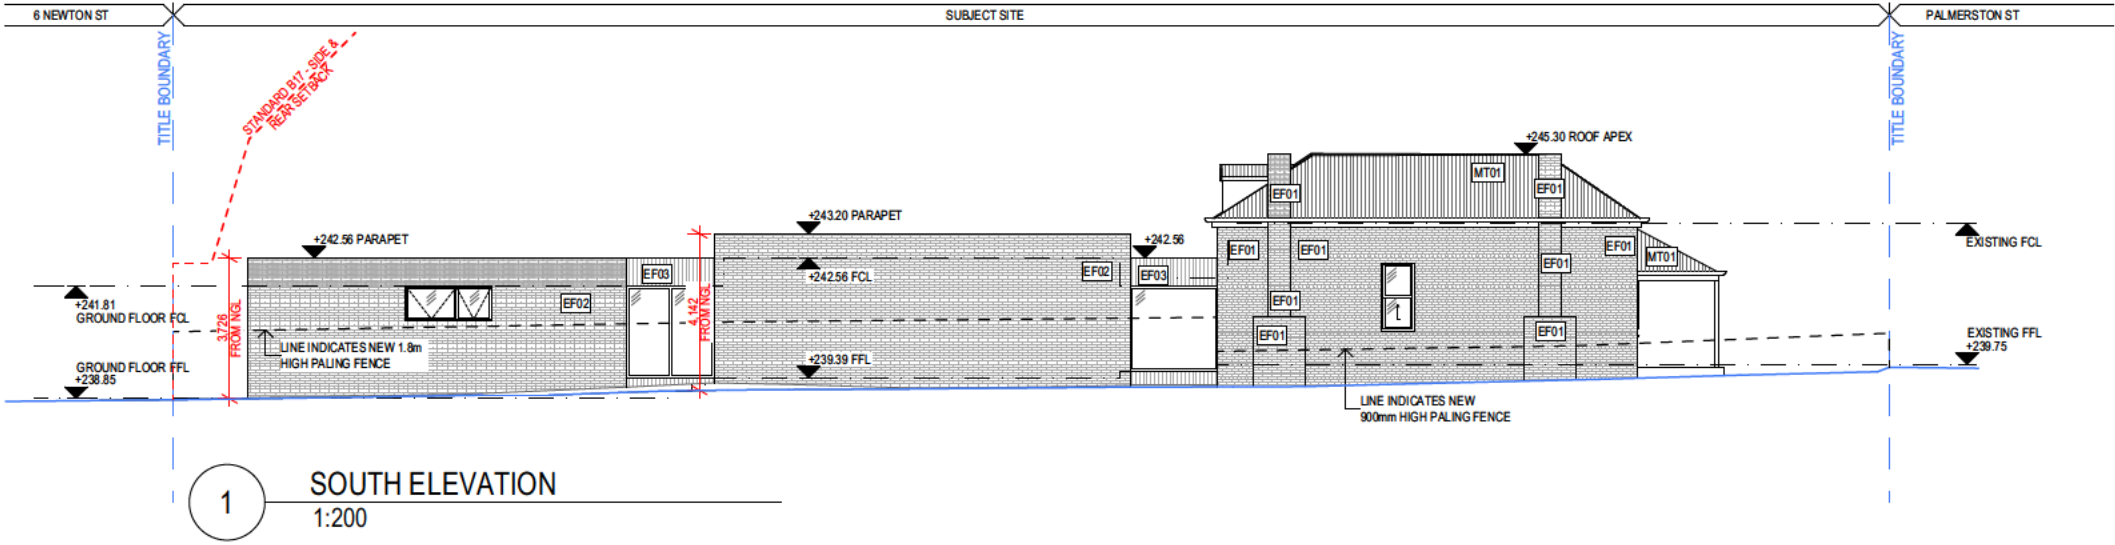 6 NEWTON ST
SUBJECT SITE
PALMERSTON ST
TITLE BOUNDARY
STANDARD B17 - SIDE &
REAR SETBACK
TITLE BOUNDARY
+245.30 ROOF APEX
MT01
EF01
EF01
+243.20 PARAPET
+242.56 PARAPET
+242.56
EF01
EF01
EF01
EXISTING FCL
MT01
EF03
EF02
EF03
+242.56 FCL
EF01
+241.81
GROUND FLOOR FCL
EF02
EF01
3,726
FROM NGL
4,142
FROM NGL
EF01
EF01
LINE INDICATES NEW 1.8m
HIGH PALING FENCE
+239.39 FFL
EXISTING FFL
+239.75
GROUND FLOOR FFL
+238.85
LINE INDICATES NEW
900mm HIGH PALING FENCE
1
SOUTH ELEVATION
1:200